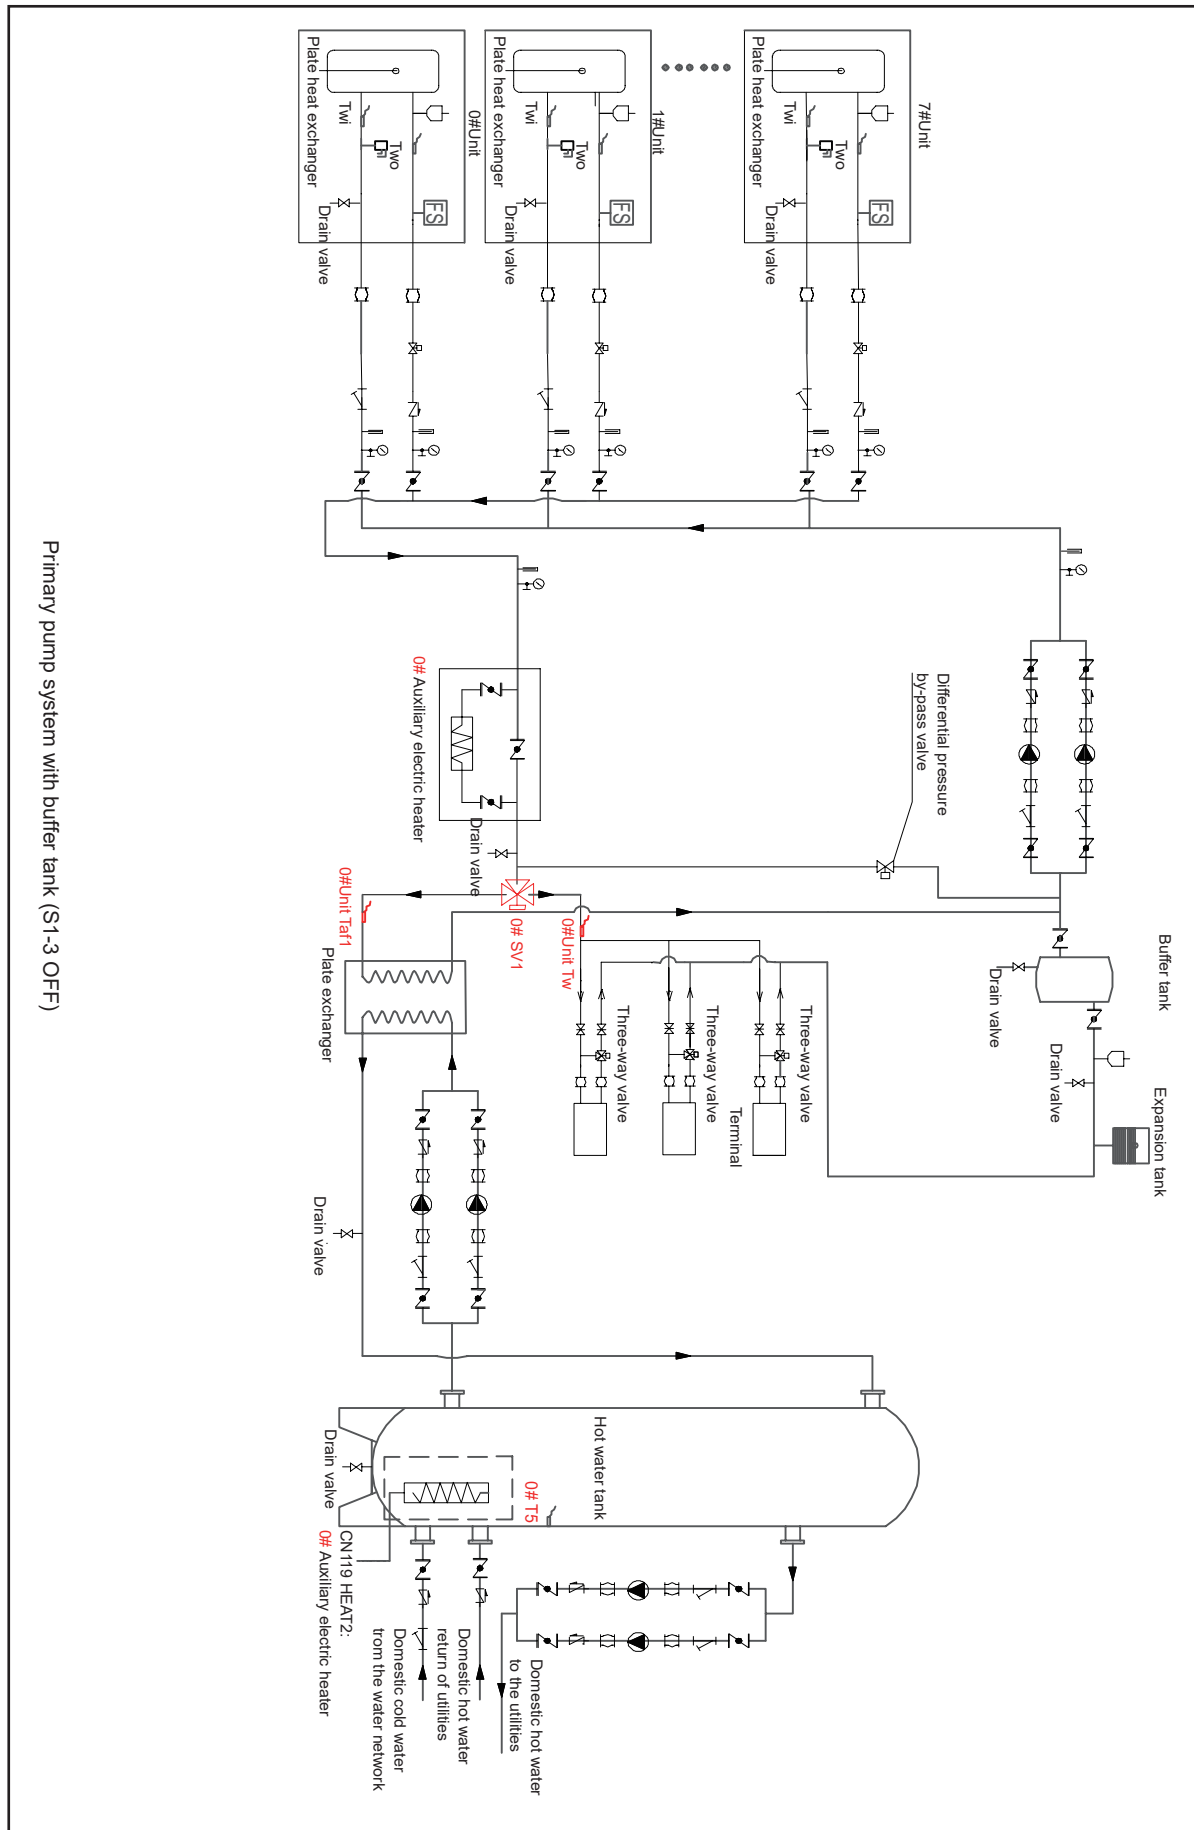 7#Unit
Plate heat exchanger
Twi
Two
FS
Drain valve
1#Unit
Plate heat exchanger
Twi
Two
FS
Drain valve
0#Unit
Plate heat exchanger
Twi
Two
FS
Drain valve
Differential pressure
by-pass valve
0# Auxiliary electric heater
Drain valve
Buffer tank
Drain valve
Drain valve
Expansion tank
0# SV1
0#Unit Tw
0#Unit Taf1
Plate exchanger
Three-way valve
Three-way valve
Three-way valve
Terminal
Drain valve
Hot water tank
Drain valve
0# T5
CN119 HEAT2:
0# Auxiliary electric heater
Domestic hot water
to the utilities
Domestic hot water
return of utilities
Domestic cold water
trom the water network
Primary pump system with buffer tank (S1-3 OFF)